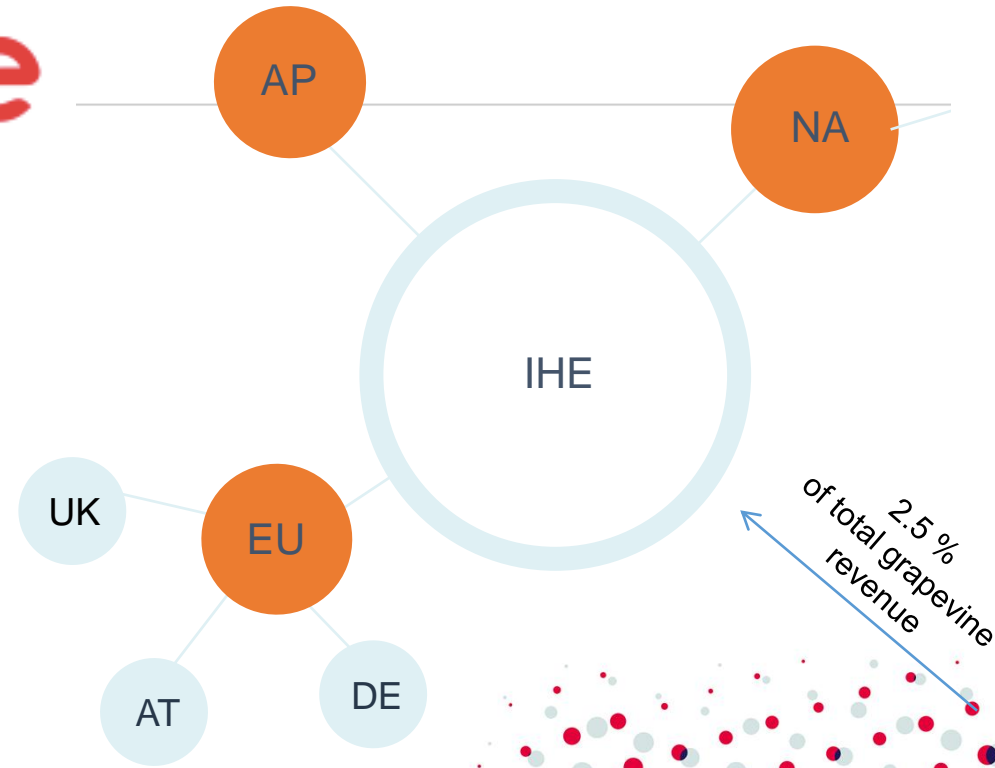 e
AP
NA
IHE
UK
EU
AT
DE
2.5 %
of total grapevine
revenue